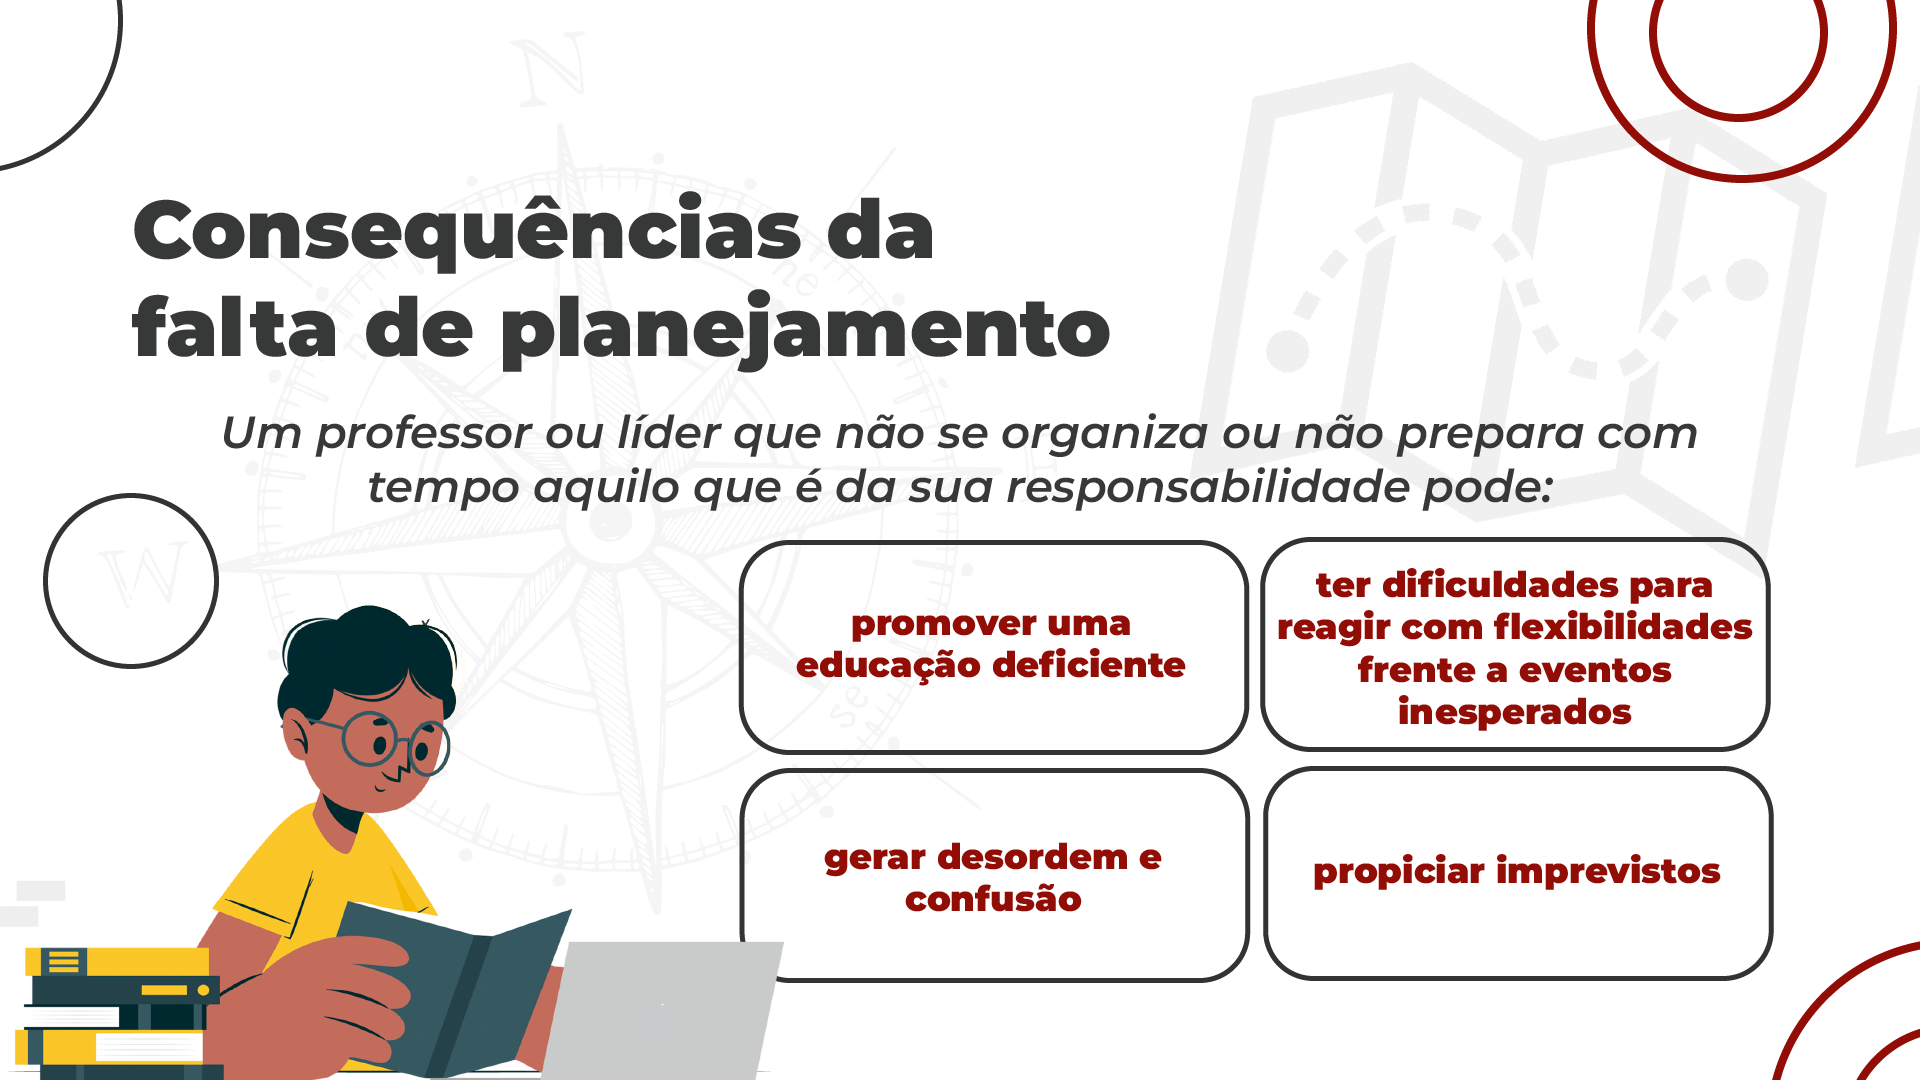 N
Consequências da
falta de planejamento
Um professor ou líder que não se organiza ou não prepara com
tempo aquilo que é da sua responsabilidade pode:
W
promover uma
educação deficiente
ter dificuldades para
reagir com flexibilidades
frente a eventos
inesperados
gerar desordem e
confusão
propiciar imprevistos
ne
se